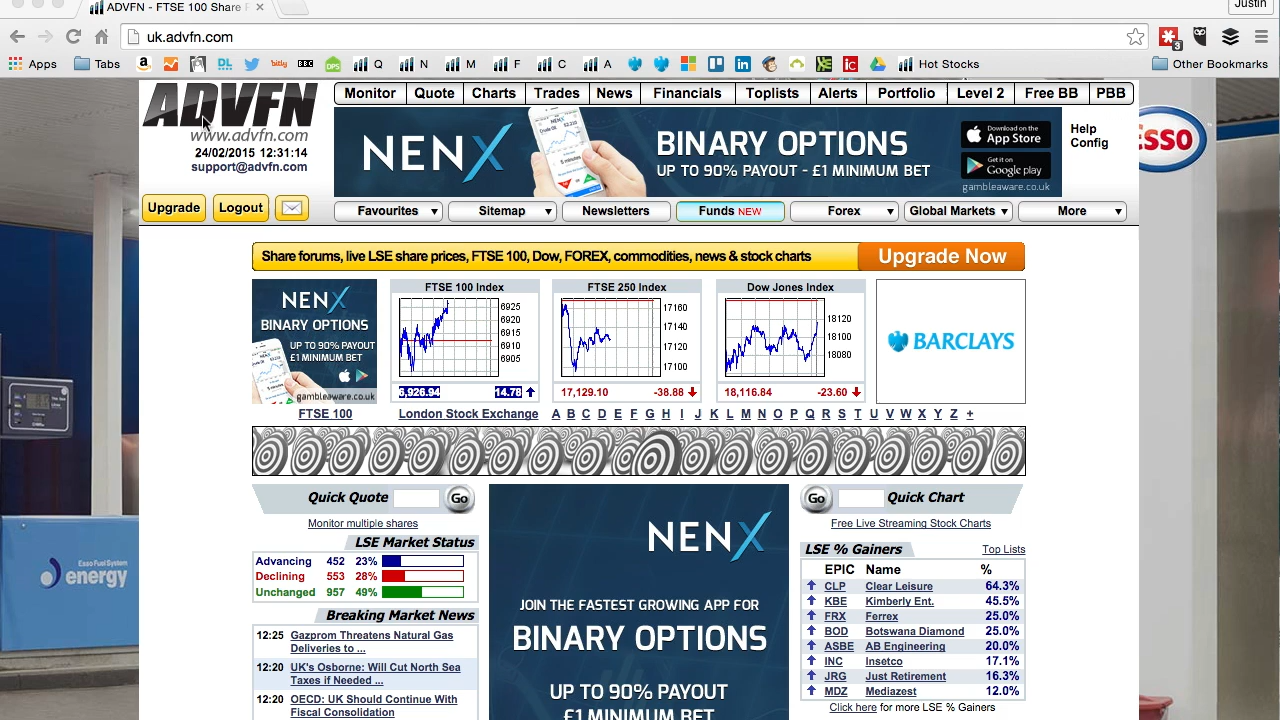 ADVFN - FTSE 100 Share
Justin
uk.advfn.com
3
Apps
Tabs
Q
N
M
F
C
A
Hot Stocks
Other Bookmarks
ADVFN
www.advfn.com
24/02/2015 12:31:14
support@advfn.com
Upgrade
Logout
Monitor
Quote
Charts
Trades
News
Financials
Toplists
Alerts
Portfolio
Level 2
Free BB
PBB
NENX
BINARY OPTIONS
UP TO 90% PAYOUT - £1 MINIMUM BET
Download on the
App Store
Get it on
Google play
gambleaware.co.uk
Help
Config
ESSO
Favourites
Sitemap
Newsletters
Funds NEW
Forex
Global Markets
More
Share forums, live LSE share prices, FTSE 100, Dow, FOREX, commodities, news & stock charts
Upgrade Now
NENX
BINARY OPTIONS
UP TO 90% PAYOUT
£1 MINIMUM BET
gambleaware.co.uk
FTSE 100 Index
6925
6920
6915
6910
6905
6,926.94 14.78
FTSE 250 Index
17160
17140
17120
17100
17,129.10 -38.88
Dow Jones Index
18120
18100
18080
18,116.84 -23.60
BARCLAYS
FTSE 100
London Stock Exchange
A B C D E F G H I J K L M N O P Q R S T U V W X Y Z +
Quick Quote
Go
Monitor multiple shares
LSE Market Status
Advancing 452 23%
Declining 553 28%
Unchanged 957 49%
Breaking Market News
12:25 Gazprom Threatens Natural Gas
Deliveries to ...
12:20 UK's Osborne: Will Cut North Sea
Taxes if Needed ...
12:20 OECD: UK Should Continue With
Fiscal Consolidation
Esso Fuel System
energy
NENX
JOIN THE FASTEST GROWING APP FOR
BINARY OPTIONS
UP TO 90% PAYOUT
£1 MINIMUM BET
Go
Quick Chart
Free Live Streaming Stock Charts
LSE % Gainers
Top Lists
EPIC Name %
CLP Clear Leisure 64.3%
KBE Kimberly Ent. 45.5%
FRX Ferrex 25.0%
BOD Botswana Diamond 25.0%
ASBE AB Engineering 20.0%
INC Insetco 17.1%
JRG Just Retirement 16.3%
MDZ Mediazest 12.0%
Click here for more LSE % Gainers